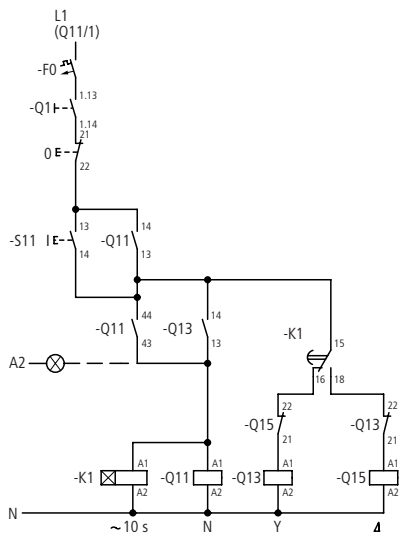 L1
(Q11/1)
-F0
1.13
-Q1
1.14
21
0 E
22
13
14
-S11 I E
-Q11
14
13
44
14
-Q11
-Q13
43
13
-K1
15
A2
16
18
22
22
-Q15
-Q13
21
21
A1
A1
A1
A1
-K1
-Q11
-Q13
-Q15
A2
A2
A2
A2
N
~10 s
N
Y
Δ